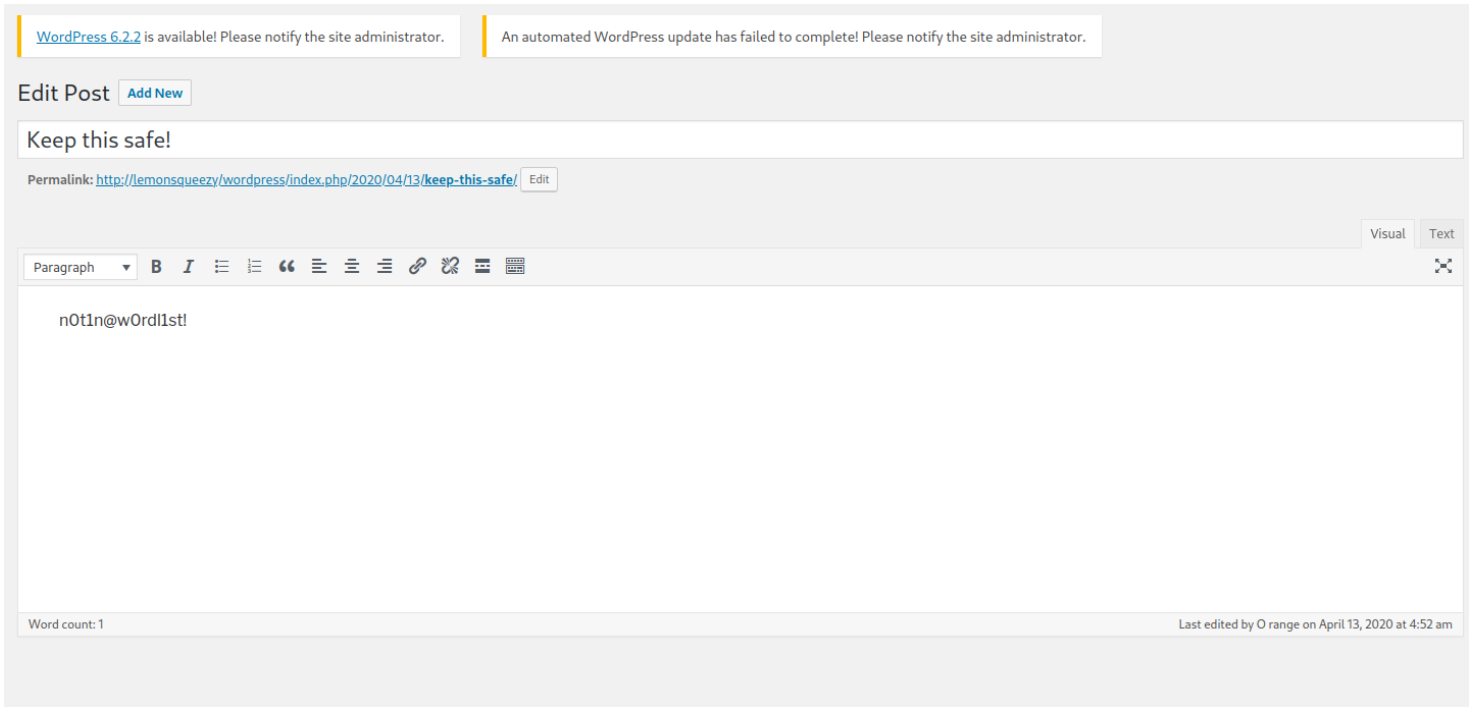 WordPress 6.2.2 is available! Please notify the site administrator.
An automated WordPress update has failed to complete! Please notify the site administrator.
Edit Post Add New
Keep this safe!
Permalink: http://lemonsqueezy/wordpress/index.php/2020/04/13/keep-this-safe/ Edit
Visual Text
Paragraph B I
n0t1n@w0rdl1st!
Word count: 1
Last edited by O range on April 13, 2020 at 4:52 am